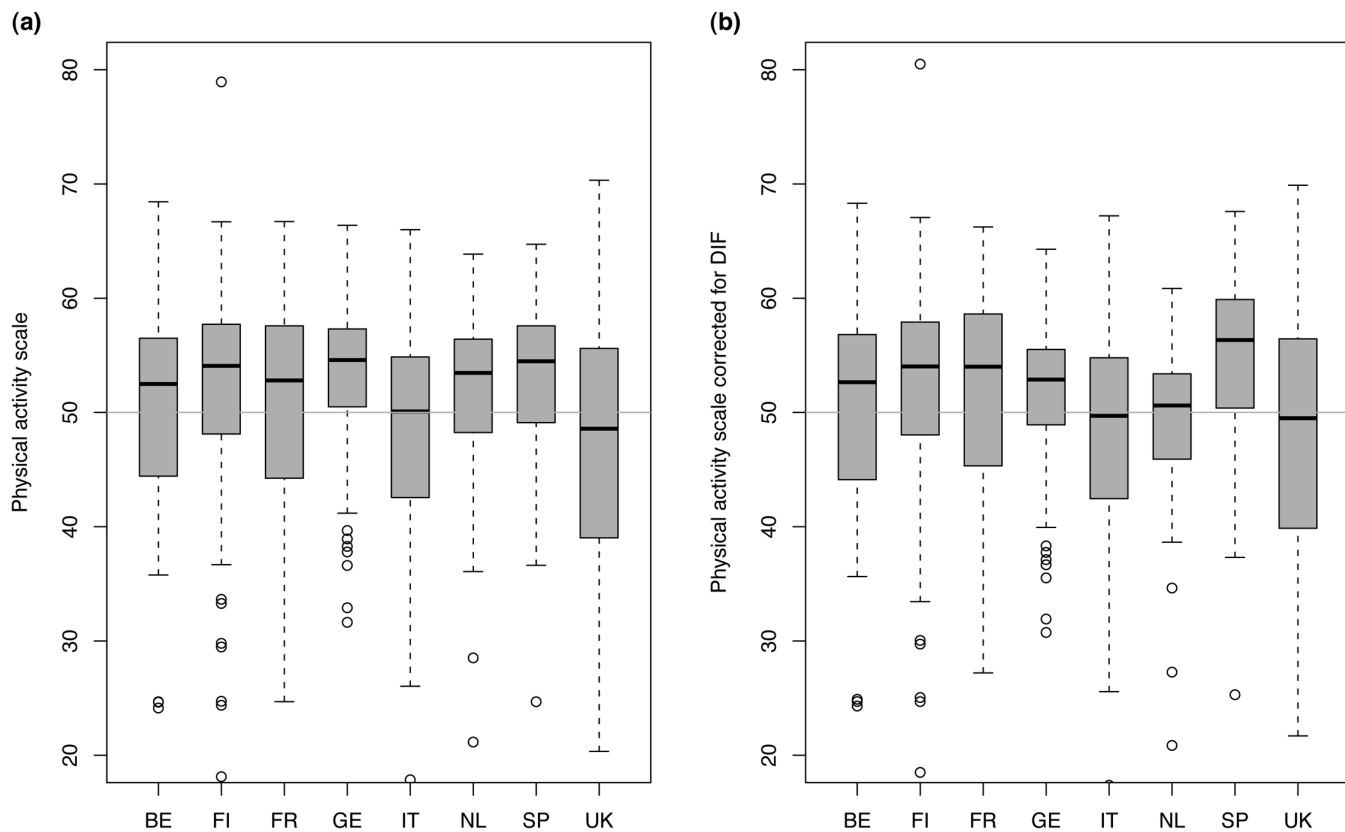 (a)
Physical activity scale
80
70
60
50
40
30
20
BE FI FR GE IT NL SP UK
(b)
Physical activity scale corrected for DIF
80
70
60
50
40
30
20
BE FI FR GE IT NL SP UK